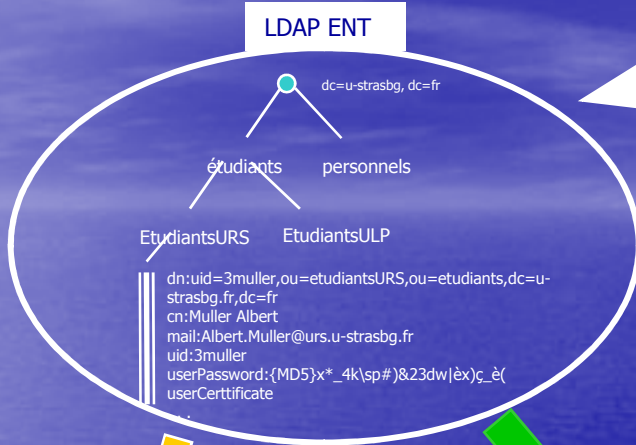 LDAP ENT
dc=u-strasbg, dc=fr
étudiants personnels
EtudiantsURS EtudiantsULP
dn:uid=3muller,ou=etudiantsURS,ou=etudiants,dc=u-
strasbg.fr,dc=fr
cn:Muller Albert
mail:Albert.Muller@urs.u-strasbg.fr
uid:3muller
userPassword:{MD5}x*_4k\sp#)&23dw|èx)ç_è(
userCerttificate